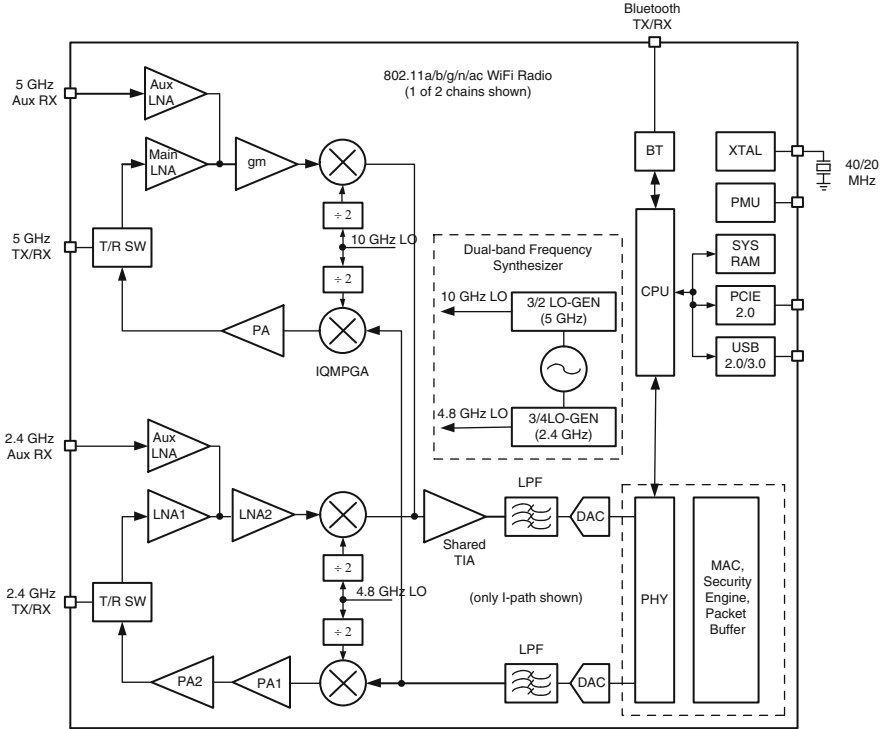 Bluetooth
TX/RX
802.11a/b/g/n/ac WiFi Radio
(1 of 2 chains shown)
5 GHz
Aux RX
Aux
LNA
Main
LNA
gm
BT
XTAL
40/20
MHz
PMU
÷ 2
5 GHz
TX/RX
T/R SW
10 GHz LO
÷ 2
Dual-band Frequency
Synthesizer
CPU
SYS
RAM
10 GHz LO
3/2 LO-GEN
(5 GHz)
PCIE
2.0
PA
IQMPGA
USB
2.0/3.0
4.8 GHz LO
3/4LO-GEN
(2.4 GHz)
2.4 GHz
Aux RX
Aux
LNA
LNA1
LNA2
Shared
TIA
LPF
DAC
÷ 2
2.4 GHz
TX/RX
T/R SW
4.8 GHz LO
(only I-path shown)
PHY
MAC,
Security
Engine,
Packet
Buffer
÷ 2
PA2
PA1
LPF
DAC